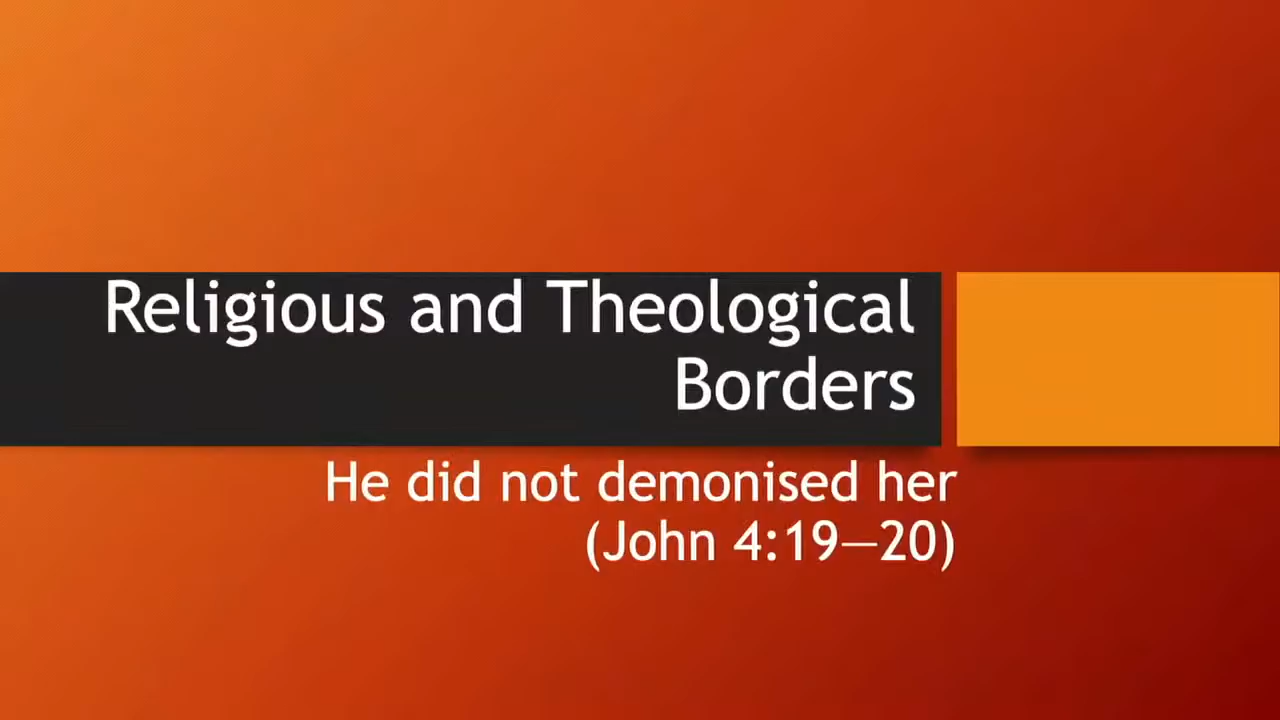 Religious and Theological
Borders
He did not demonised her
(John 4:19—20)